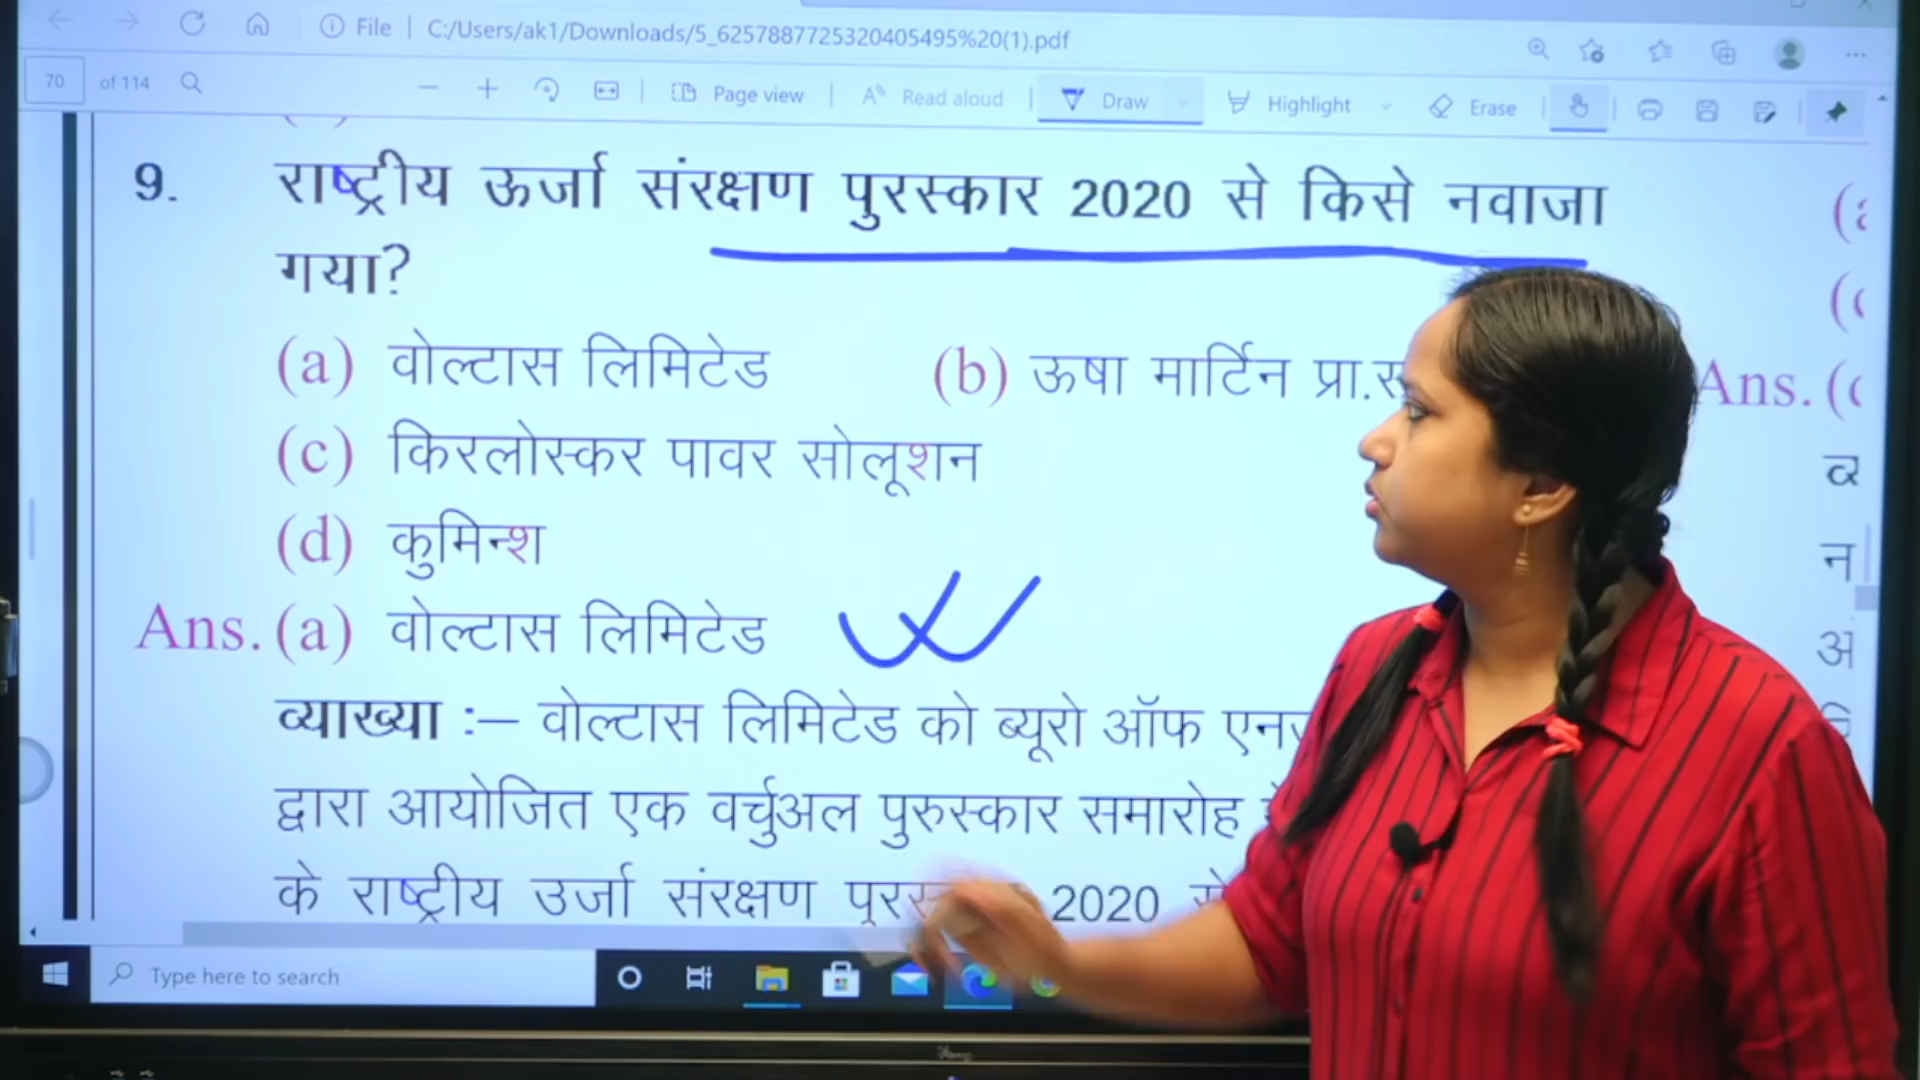 File | C:/Users/ak1/Downloads/5_6257887725320405495%20(1).pdf
70 of 114 Page view Read aloud Draw Highlight Erase
9. राष्ट्रीय ऊर्जा संरक्षण पुरस्कार 2020 से किसे नवाजा
गया?
(a) वोल्टास लिमिटेड (b) ऊषा मार्टिन प्रा.
(c) किरलोस्कर पावर सोलूशन
(d) कुमिन्श
Ans. (a) वोल्टास लिमिटेड
व्याख्या :– वोल्टास लिमिटेड को ब्यूरो ऑफ
द्वारा आयोजित एक वर्चुअल पुरुस्कार समारोह
के राष्ट्रीय उर्जा संरक्षण 2020
Ans.
Type here to search